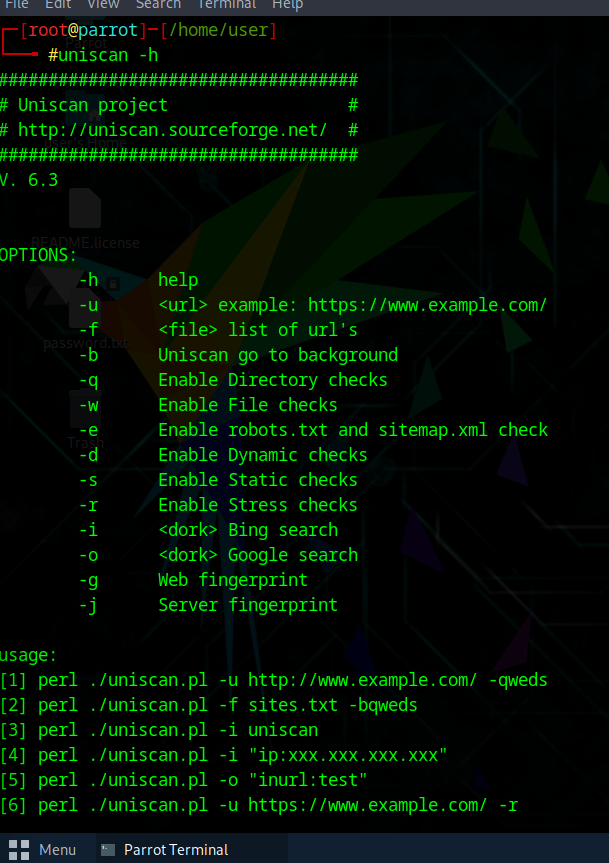 File Edit View Search Terminal Help
┌─[root@parrot]─[/home/user]
└──╼ #uniscan -h
####################################
# Uniscan project                  #
# http://uniscan.sourceforge.net/  #
####################################
V. 6.3
README.license
OPTIONS:
-h help
-u <url> example: https://www.example.com/
-f <file> list of url's
password.txt
-b Uniscan go to background
-q Enable Directory checks
-w Enable File checks
-e Enable robots.txt and sitemap.xml check
Trash
-d Enable Dynamic checks
-s Enable Static checks
-r Enable Stress checks
-i <dork> Bing search
-o <dork> Google search
-g Web fingerprint
-j Server fingerprint
usage:
[1] perl ./uniscan.pl -u http://www.example.com/ -qweds
[2] perl ./uniscan.pl -f sites.txt -bqweds
[3] perl ./uniscan.pl -i uniscan
[4] perl ./uniscan.pl -i "ip:xxx.xxx.xxx.xxx"
[5] perl ./uniscan.pl -o "inurl:test"
[6] perl ./uniscan.pl -u https://www.example.com/ -r
Menu Parrot Terminal